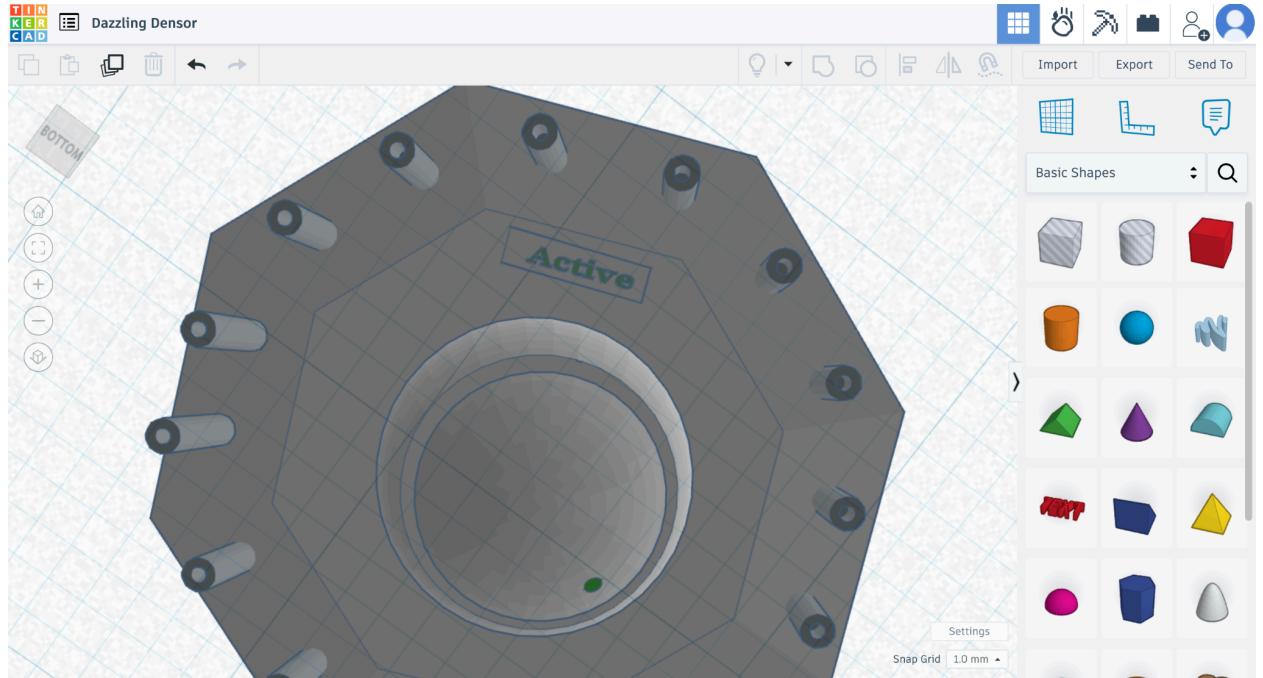 TIN
KER
CAD
Dazzling Densor
Import
Export
Send To
BOTTOM
Basic Shapes
Active
TEXT
Settings
Snap Grid 1.0 mm